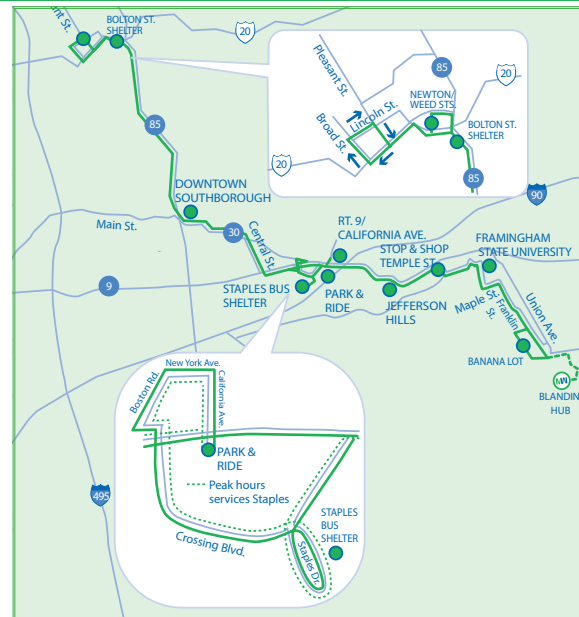 nt St.
BOLTON ST.
SHELTER
20
85
Pleasant St.
85
20
NEWTON/
WEED STS.
Lincoln St.
Broad St.
BOLTON ST.
SHELTER
20
85
90
DOWNTOWN
SOUTHBOROUGH
Main St.
30
Central St.
RT. 9/
CALIFORNIA AVE.
STOP & SHOP
TEMPLE ST.
FRAMINGHAM
STATE UNIVERSITY
9
STAPLES BUS
SHELTER
PARK &
RIDE
JEFFERSON
HILLS
Maple St.
Franklin
St.
Union Ave.
BANANA LOT
BLANDIN
HUB
New York Ave.
Boston Rd.
California Ave.
PARK &
RIDE
Peak hours
services Staples
495
Crossing Blvd.
STAPLES
BUS
SHELTER
Staples Dr.